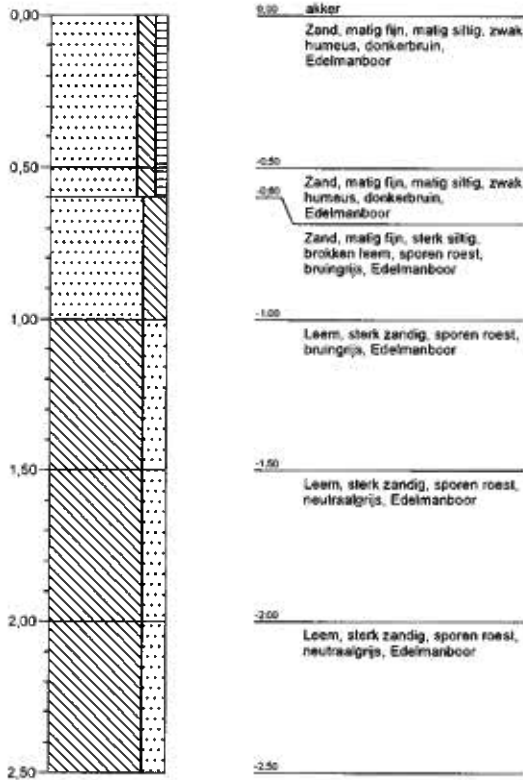 0,00
0,50
1,00
1,50
2,00
2,50
0,00 akker
Zand, matig fijn, matig siltig, zwak
humeus, donkerbruin,
Edelmanboor
-0,50
Zand, matig fijn, matig siltig, zwak
humeus, donkerbruin,
Edelmanboor
-0,60
Zand, matig fijn, sterk siltig,
brokken leem, sporen roest,
bruingrijs, Edelmanboor
-1,00
Leem, sterk zandig, sporen roest,
bruingrijs, Edelmanboor
-1,50
Leem, sterk zandig, sporen roest,
neutraalgrijs, Edelmanboor
-2,00
Leem, sterk zandig, sporen roest,
neutraalgrijs, Edelmanboor
-2,50